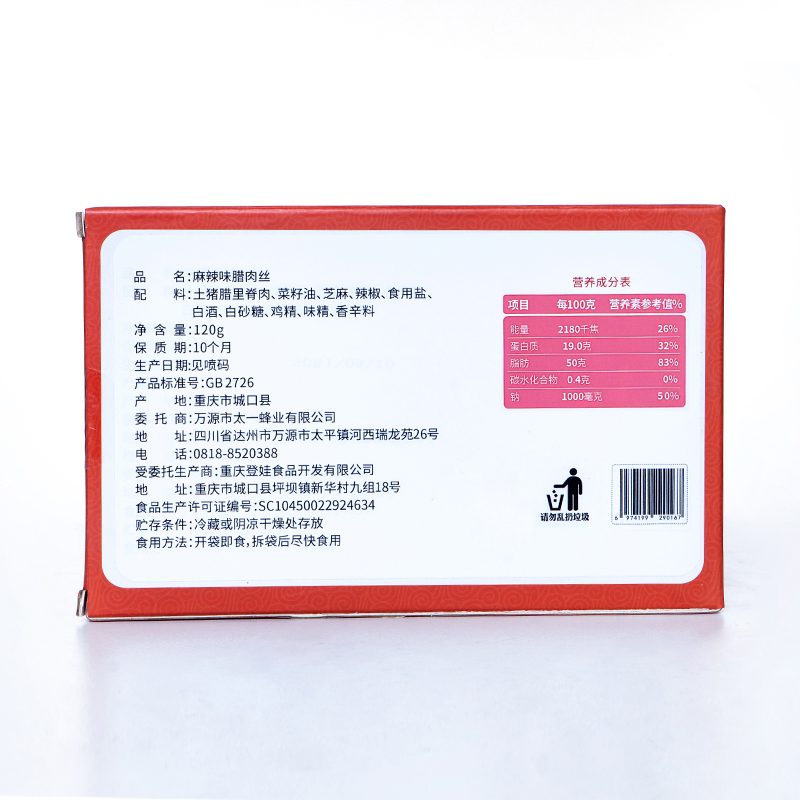 品 名:麻辣味腊肉丝
配 料:土猪腊里脊肉、菜籽油、芝麻、辣椒、食用盐、
白酒、白砂糖、鸡精、味精、香辛料
净 含 量:120g
保 质 期:10个月
生产日期:见喷码
产品标准号:GB 2726
产 地:重庆市城口县
委 托 商:万源市太一蜂业有限公司
地 址:四川省达州市万源市太平镇河西瑞龙苑26号
电 话:0818-8520388
受委托生产商:重庆登娃食品开发有限公司
地 址:重庆市城口县坪坝镇新华村九组18号
食品生产许可证编号:SC10450022924634
贮存条件:冷藏或阴凉干燥处存放
食用方法:开袋即食,拆袋后尽快食用
营养成分表
项目 每100克 营养素参考值%
能量 2180千焦 26%
蛋白质 19.0克 32%
脂肪 50克 83%
碳水化合物 0.4克 0%
钠 1000毫克 50%
请勿乱扔垃圾
6 974199 290167